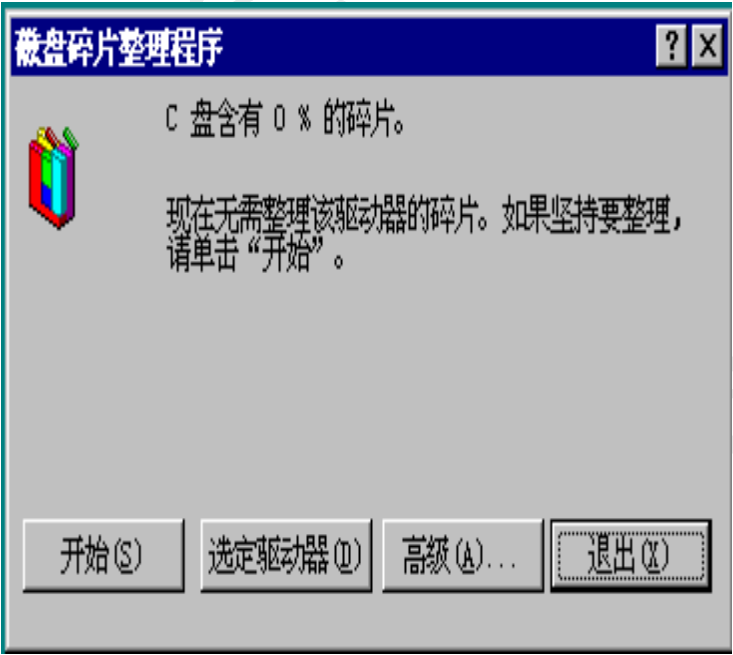 磁盘碎片整理程序
C 盘含有 0 % 的碎片。
现在无需整理该驱动器的碎片。如果坚持要整理,
请单击“开始”。
开始(S)
选定驱动器(D)
高级(A)...
退出(X)